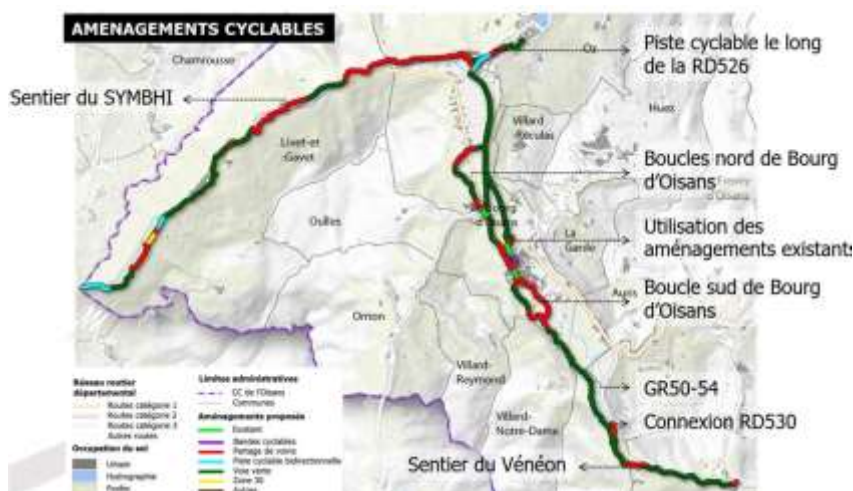 AMENAGEMENTS CYCLABLES
Chamrousse
Oz
Piste cyclable le long
de la RD526
Sentier du SYMBHI
Huez
Villard
-Reculas
Livet-et
-Gavet
Boucles nord de Bourg
d'Oisans
Oulles
La
Garde
Utilisation des
aménagements existants
Auris
Boucle sud de Bourg
d'Oisans
Ornon
Villard-
Reymond
GR50-54
Villard-
Notre-Dame
Connexion RD530
Sentier du Vénéon
Réseau routier
départemental
Routes catégorie 1
Routes catégorie 2
Routes catégorie 3
Autres routes
Occupation du sol
Urbain
Hydrographie
Limites administratives
CC de l'Oisans
Communes
Aménagements proposés
Existant
Bandes cyclables
Partage de voirie
Piste cyclable bidirectionnelle
Voie verte
Zone 30